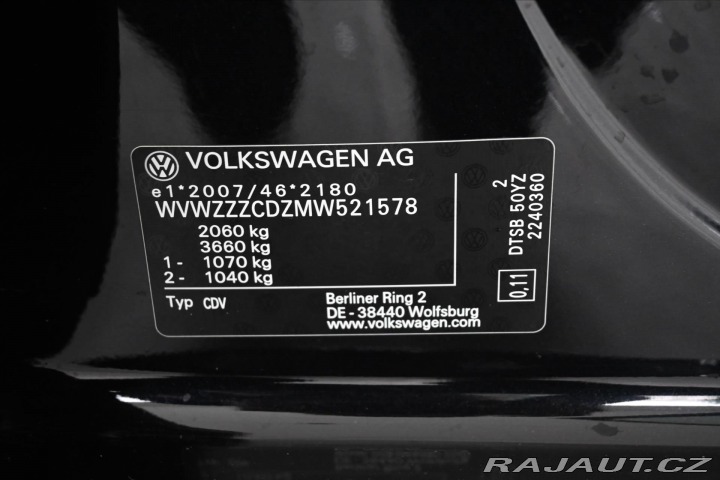 VOLKSWAGEN AG
e1*2007/46*2180
WVWZZZCDZMW521578
2060 kg
3660 kg
1 - 1070 kg
2 - 1040 kg
Typ CDV
Berliner Ring 2
DE - 38440 Wolfsburg
www.volkswagen.com
0,11
2
DTSB 50YZ
2240360
RAJAUT.CZ